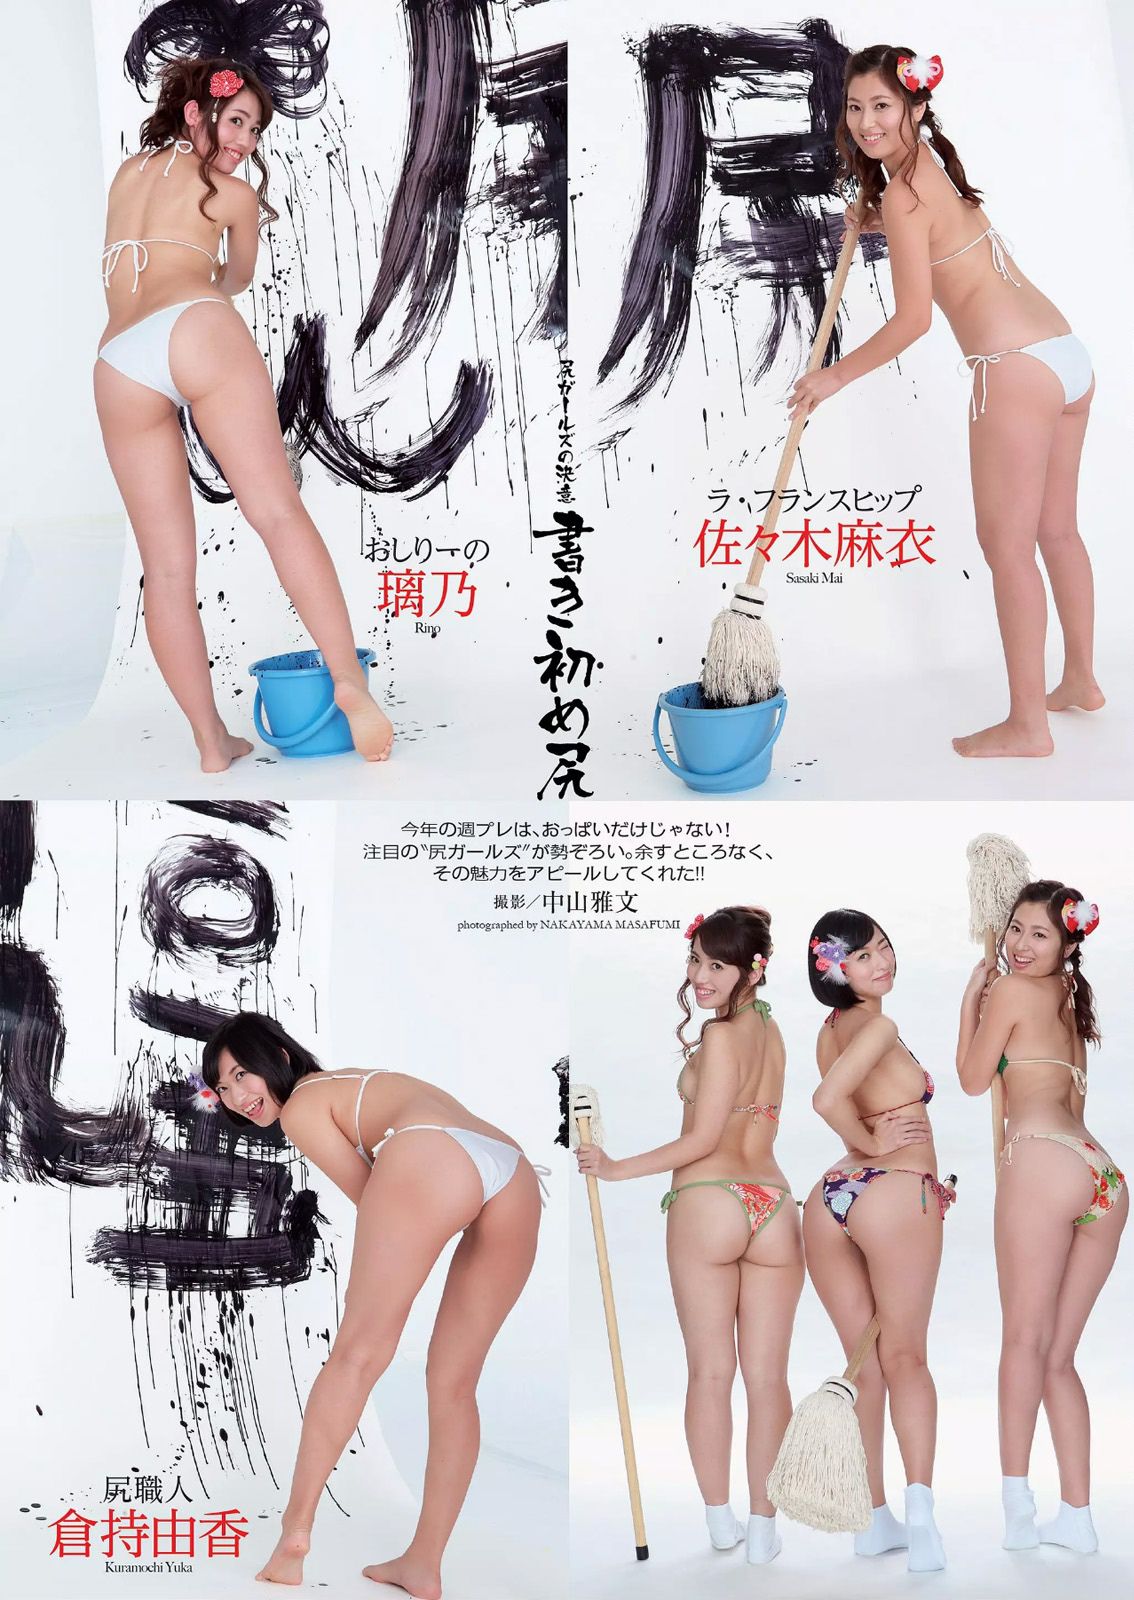 尻ガールズの決意
書き初め尻
おしりーの
璃乃
Rino
ラ・フランスヒップ
佐々木麻衣
Sasaki Mai
今年の週プレは、おっぱいだけじゃない！
注目の“尻ガールズ”が勢ぞろい。余すところなく、
その魅力をアピールしてくれた!!
撮影／中山雅文
photographed by NAKAYAMA MASAFUMI
尻職人
倉持由香
Kuramochi Yuka